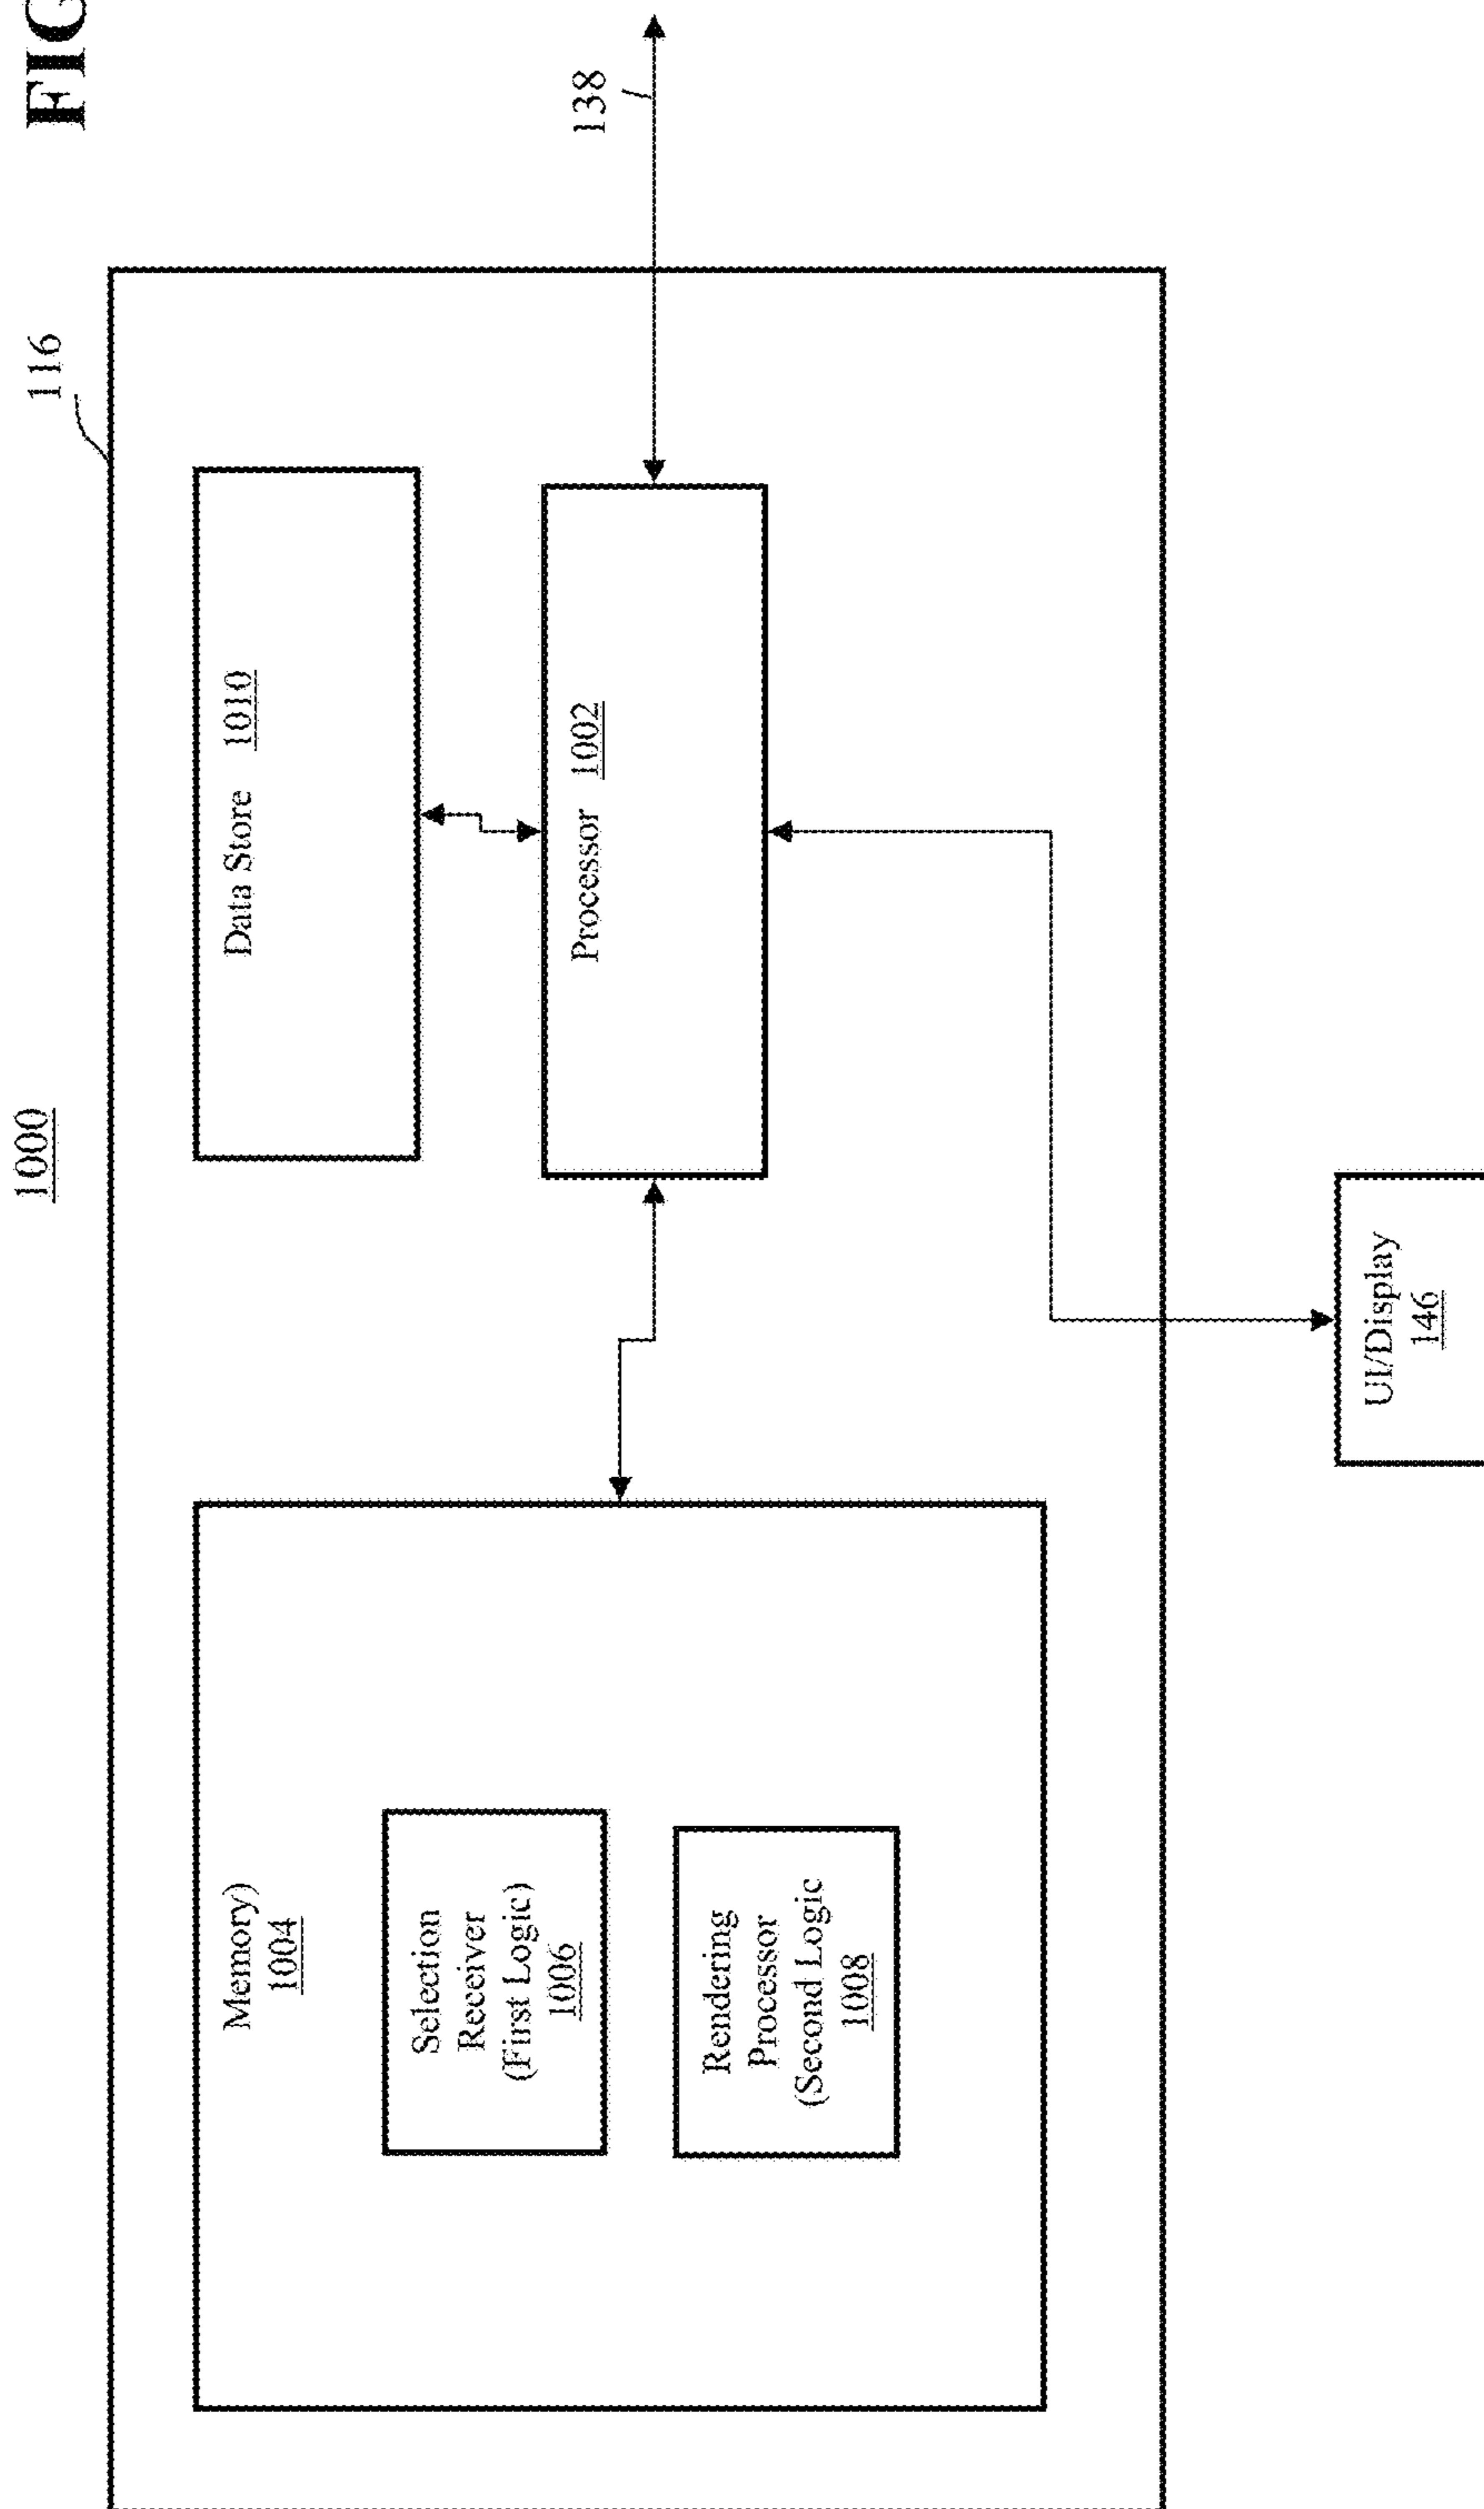 FIG
1000
116
138
Memory)
1004
Selection
Receiver
(First Logic)
1006
Rendering
Processor
(Second Logic
1008
Data Store 1010
Processor 1002
UI/Display
146